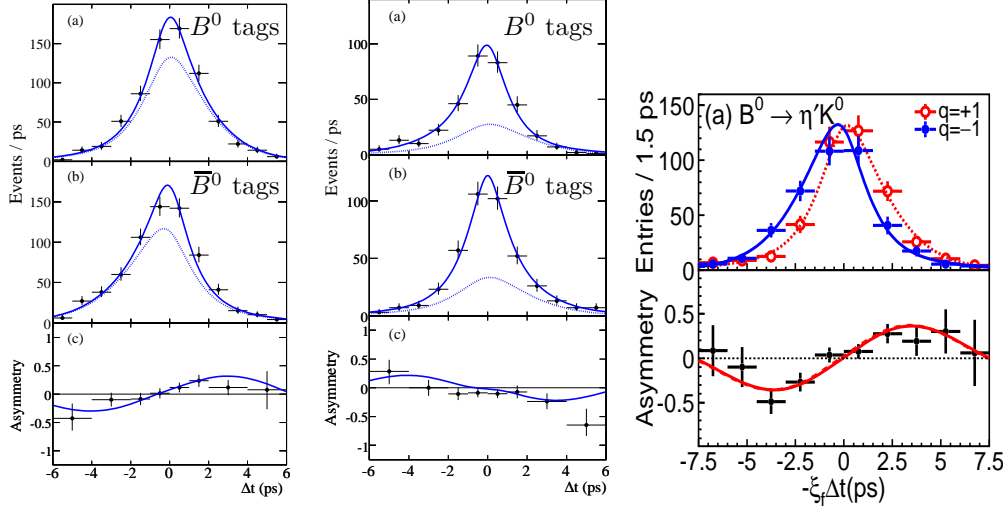 (a)
B⁰ tags
150
100
50
0
Events / ps
(b)
B̅⁰ tags
150
100
50
0
(c)
1
0.5
0
-0.5
-1
Asymmetry
-6 -4 -2 0 2 4 6
Δt (ps)
(a)
B⁰ tags
100
50
0
Events / ps
(b)
B̅⁰ tags
100
50
0
(c)
1
0.5
0
-0.5
-1
Asymmetry
-6 -4 -2 0 2 4 6
Δt (ps)
(a) B⁰ → η′K⁰
q=+1
q=−1
150
100
50
0
Entries / 1.5 ps
0.5
0
-0.5
Asymmetry
-7.5 -5 -2.5 0 2.5 5 7.5
-ξfΔt(ps)